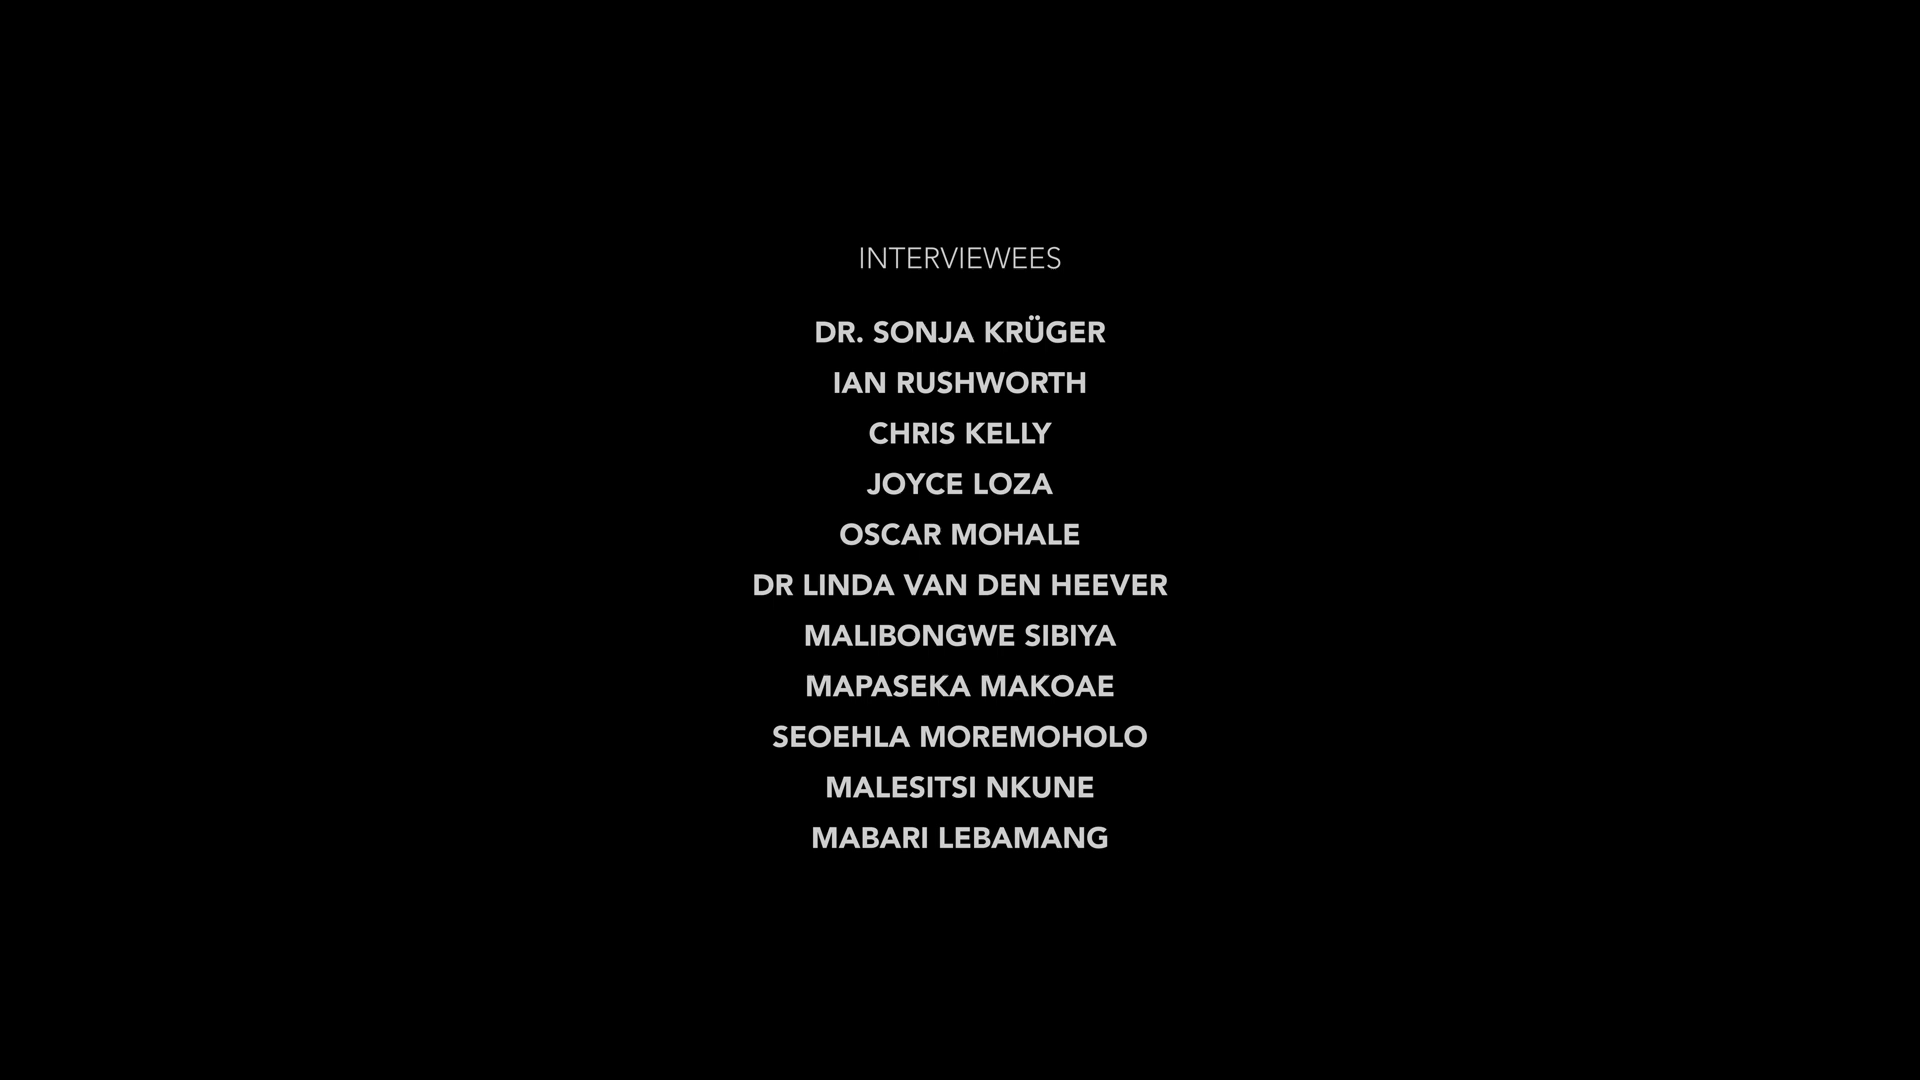 INTERVIEWEES
DR. SONJA KRÜGER
IAN RUSHWORTH
CHRIS KELLY
JOYCE LOZA
OSCAR MOHALE
DR LINDA VAN DEN HEEVER
MALIBONGWE SIBIYA
MAPASEKA MAKOAE
SEOEHLA MOREMOHOLO
MALESITSI NKUNE
MABARI LEBAMANG